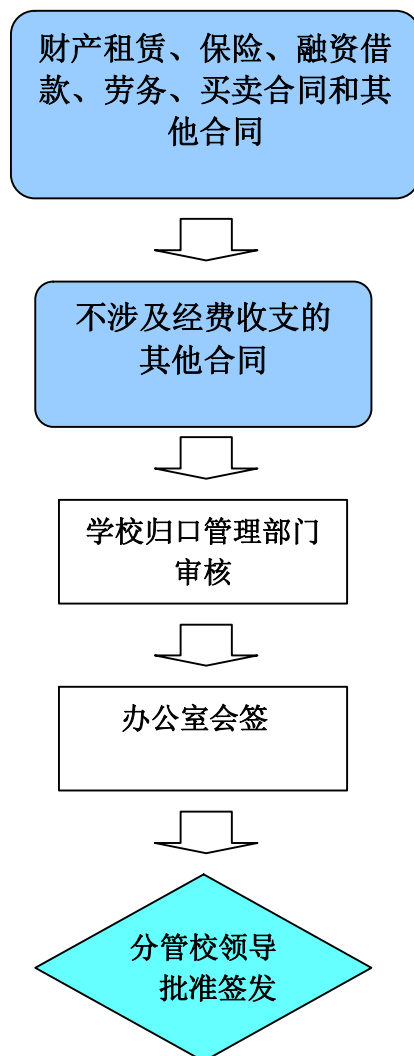 财产租赁、保险、融资借
款、劳务、买卖合同和其
他合同
不涉及经费收支的
其他合同
学校归口管理部门
审核
办公室会签
分管校领导
批准签发